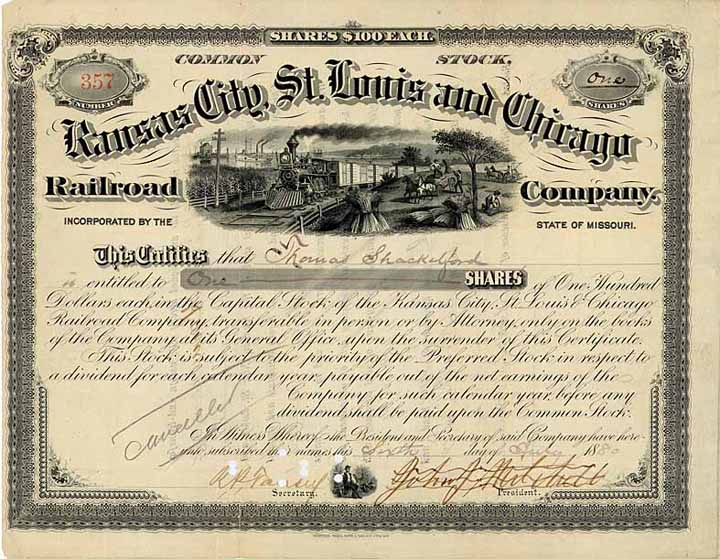 SHARES $100 EACH.
COMMON STOCK.
357
NUMBER
One
SHARES
Kansas City, St. Louis and Chicago
Railroad Company.
INCORPORATED BY THE STATE OF MISSOURI.
This Certifies that Thomas Shackelford
is entitled to One SHARES of One Hundred
Dollars each, in the Capital Stock of the Kansas City, St. Louis & Chicago
Railroad Company, transferable in person or by Attorney, only on the books
of the Company, at its General Office, upon the surrender of this Certificate.
This Stock is subject to the priority of the Preferred Stock in respect
to a dividend for each calendar year, payable out of the net earnings of the
Company for such calendar year before any
dividend shall be paid upon the Common Stock.
Cancelled
In Witness Whereof the President and Secretary of said Company have here-
unto subscribed their names this Sixth day of July 1880
John J Mitchell
Secretary. President.